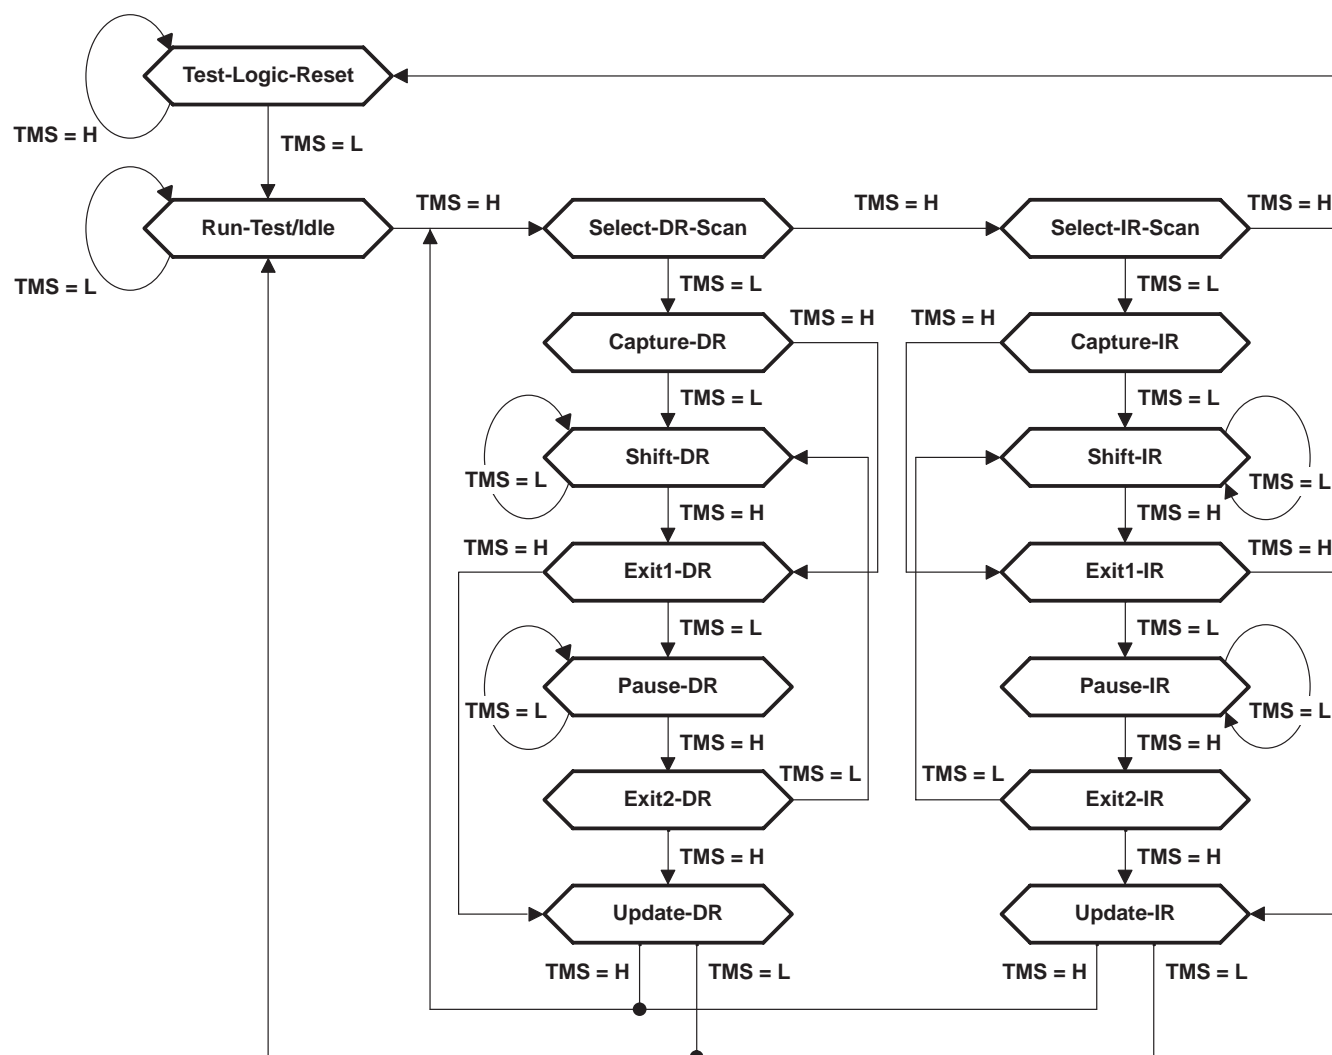 Test-Logic-Reset
TMS = H
TMS = L
TMS = H
TMS = H
TMS = H
Run-Test/Idle
Select-DR-Scan
Select-IR-Scan
TMS = L
TMS = L
TMS = L
TMS = H
TMS = H
Capture-DR
Capture-IR
TMS = L
TMS = L
Shift-DR
Shift-IR
TMS = L
TMS = L
TMS = H
TMS = H
TMS = H
TMS = H
Exit1-DR
Exit1-IR
TMS = L
TMS = L
Pause-DR
Pause-IR
TMS = L
TMS = L
TMS = H
TMS = H
TMS = L
TMS = L
Exit2-DR
Exit2-IR
TMS = H
TMS = H
Update-DR
Update-IR
TMS = H
TMS = L
TMS = H
TMS = L